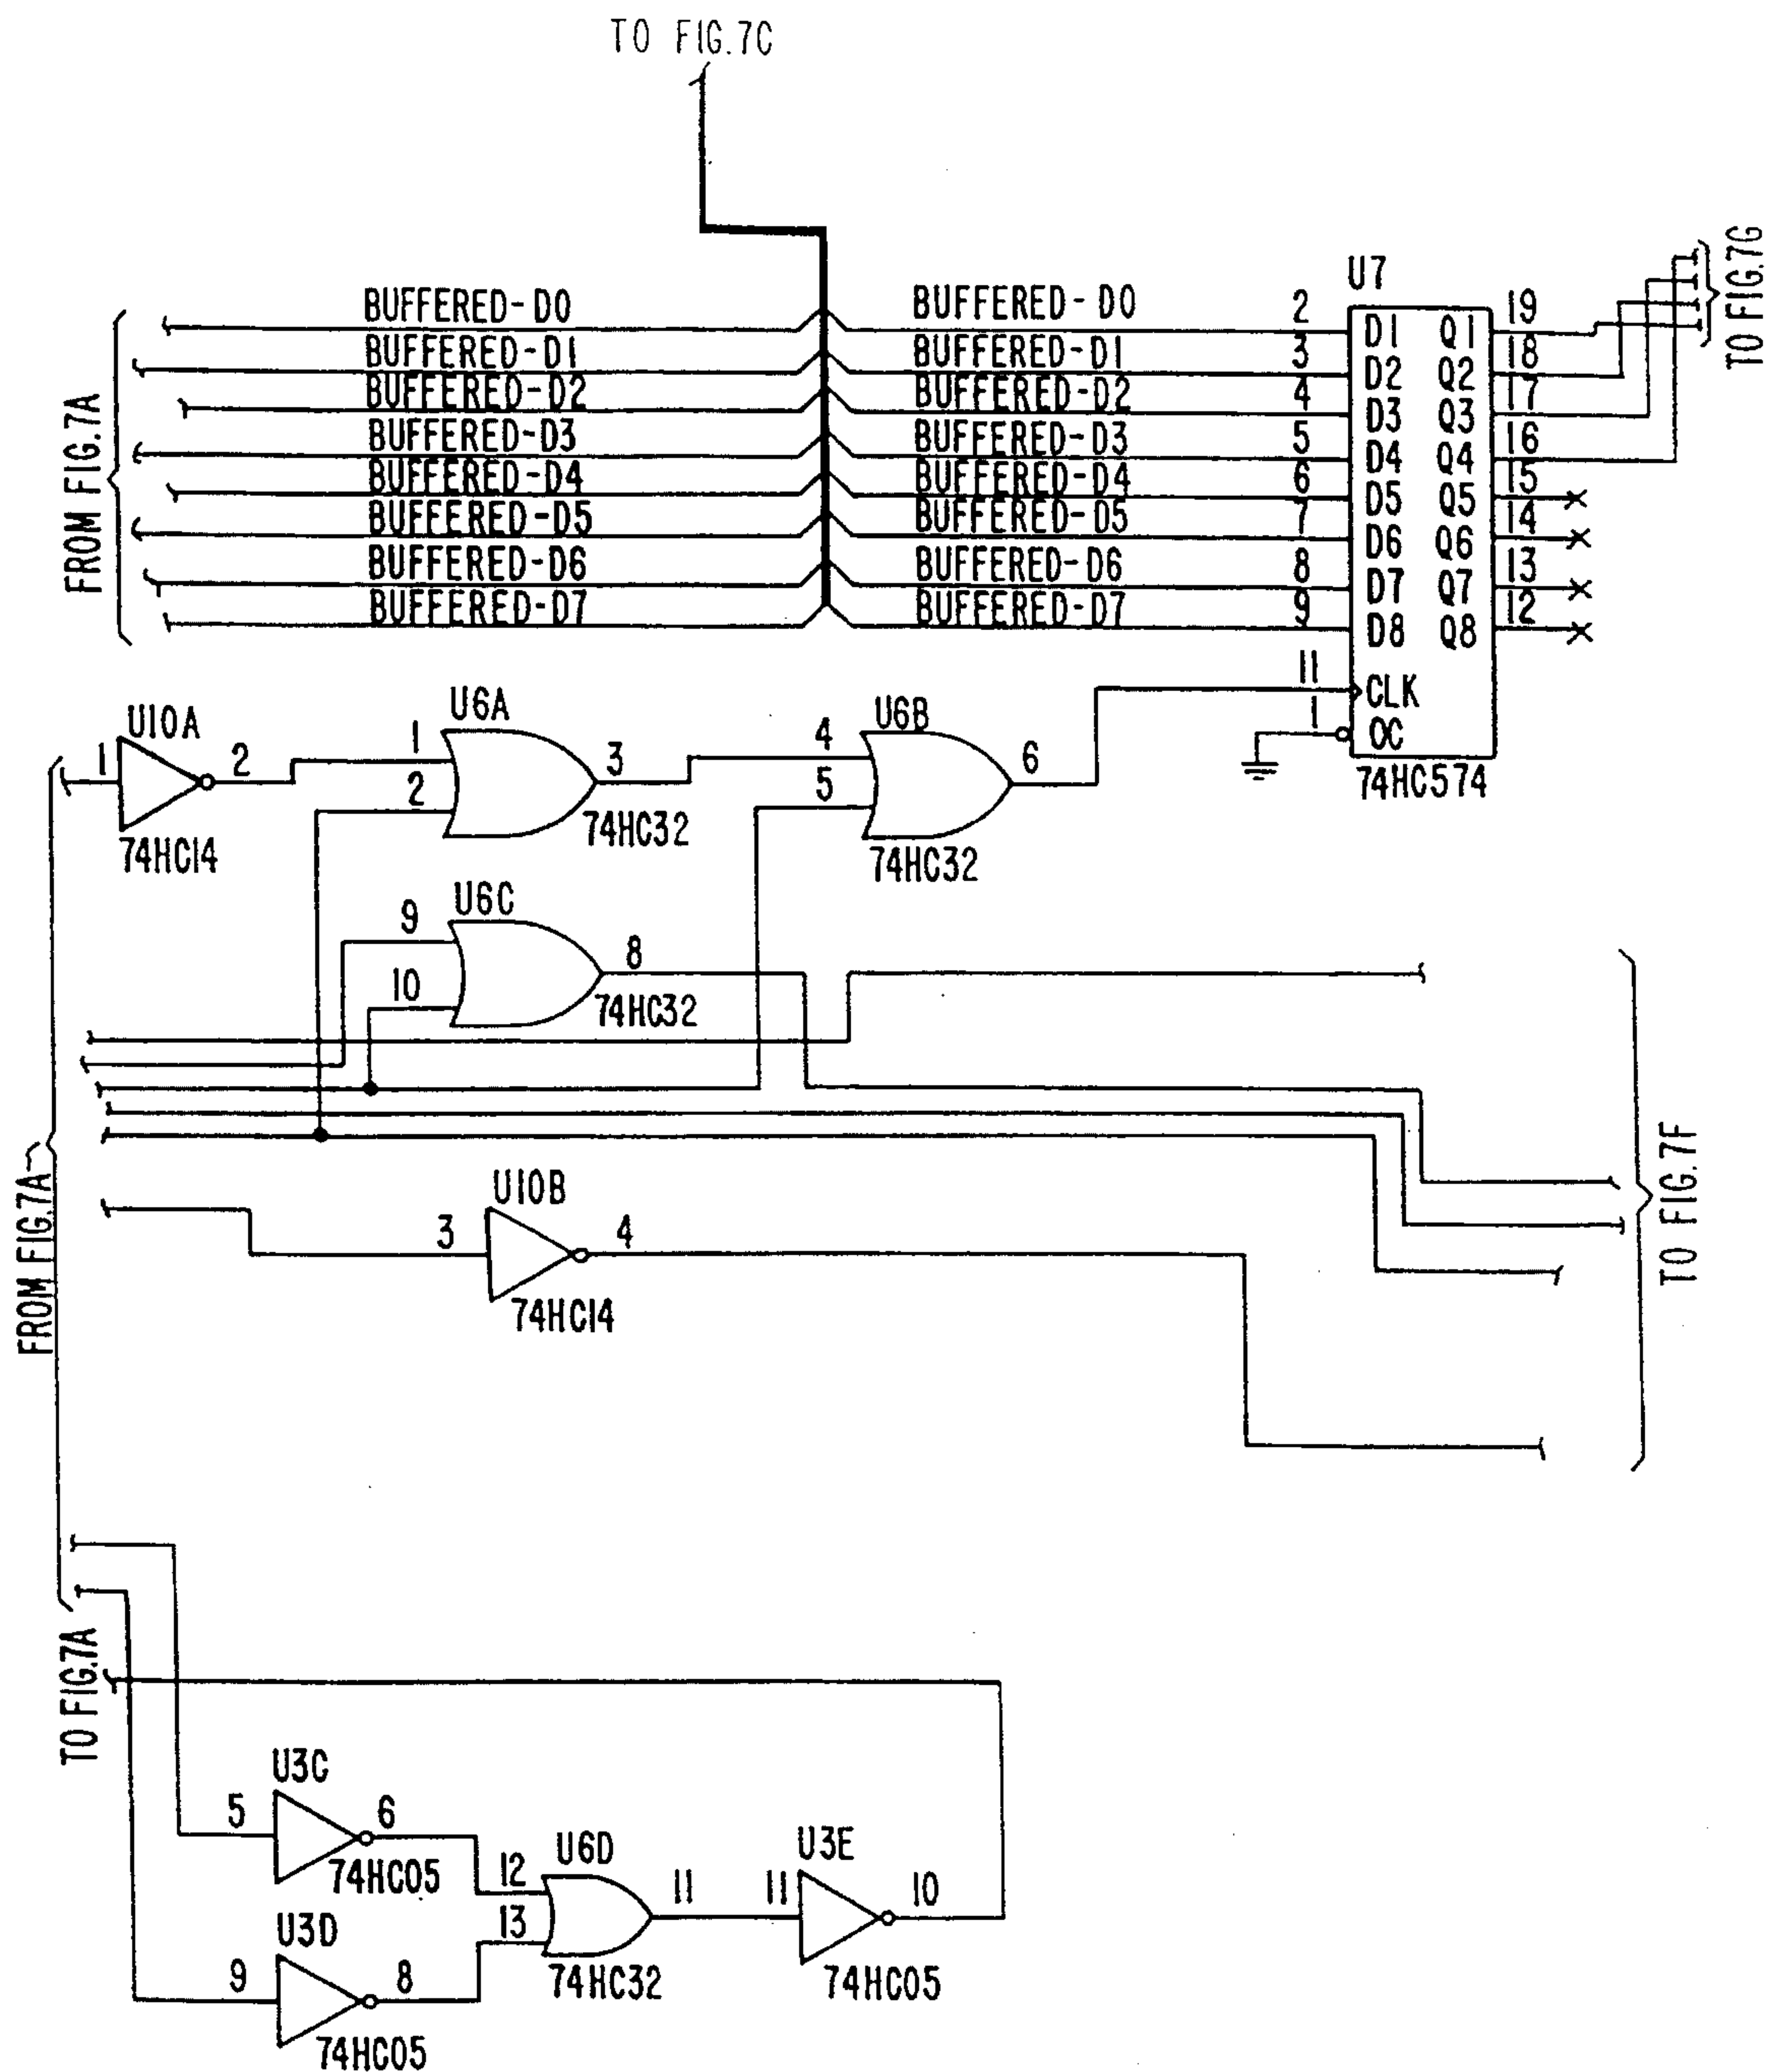 TO FIG.7C
TO FIG.7G
FROM FIG.7A
BUFFERED-D0
BUFFERED-D1
BUFFERED-D2
BUFFERED-D3
BUFFERED-D4
BUFFERED-D5
BUFFERED-D6
BUFFERED-D7
BUFFERED-D0
BUFFERED-D1
BUFFERED-D2
BUFFERED-D3
BUFFERED-D4
BUFFERED-D5
BUFFERED-D6
BUFFERED-D7
U7
2 D1 Q1 19
3 D2 Q2 18
4 D3 Q3 17
5 D4 Q4 16
6 D5 Q5 15
7 D6 Q6 14
8 D7 Q7 13
9 D8 Q8 12
11 CLK
1 OC
74HC574
U10A
1 2
74HC14
U6A
1 3
2
74HC32
U6B
4 6
5
74HC32
U6C
9 8
10
74HC32
FROM FIG.7A
U10B
3 4
74HC14
TO FIG.7F
TO FIG.7A
U3C
5 6
74HC05
U3D
9 8
74HC05
U6D
12 11
13
74HC32
U3E
11 10
74HC05